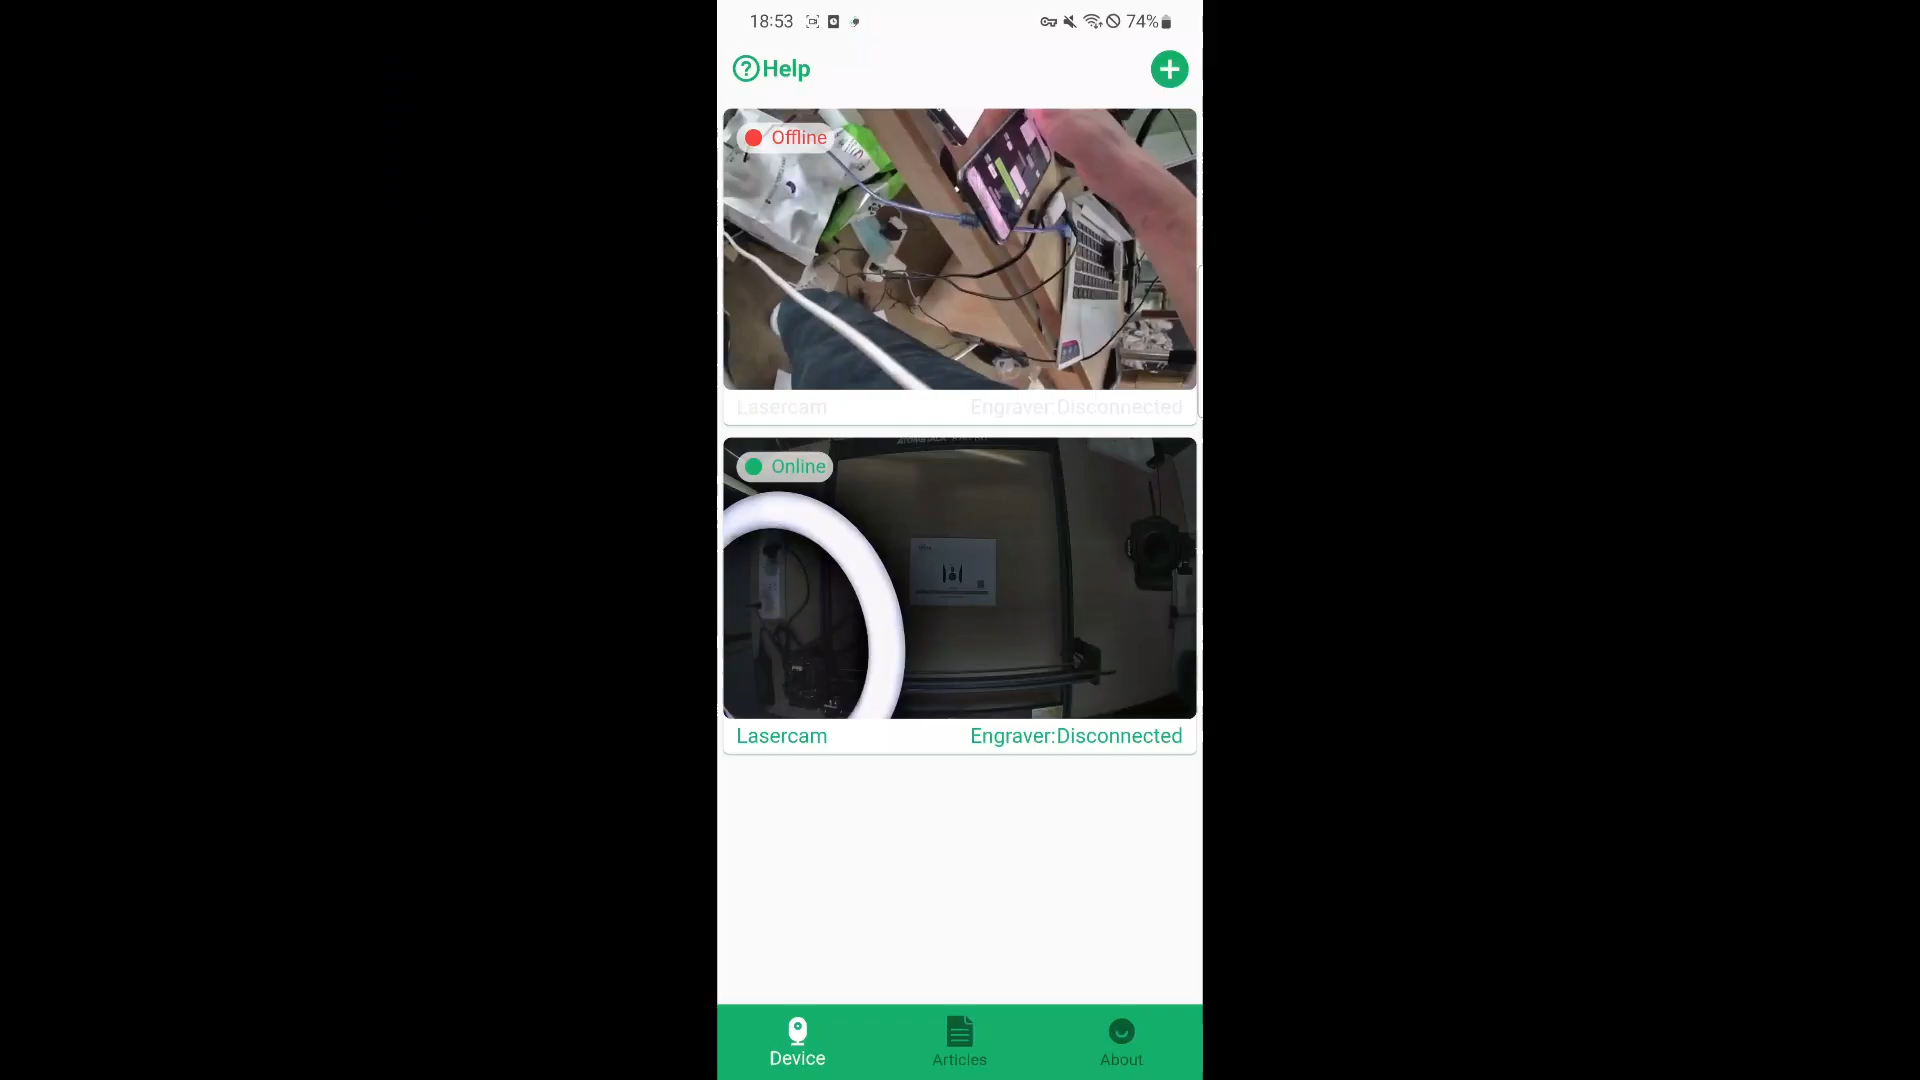 18:53
74%
Help
Offline
Lasercam
Engraver:Disconnected
Online
Lasercam
Engraver:Disconnected
Device
Articles
About